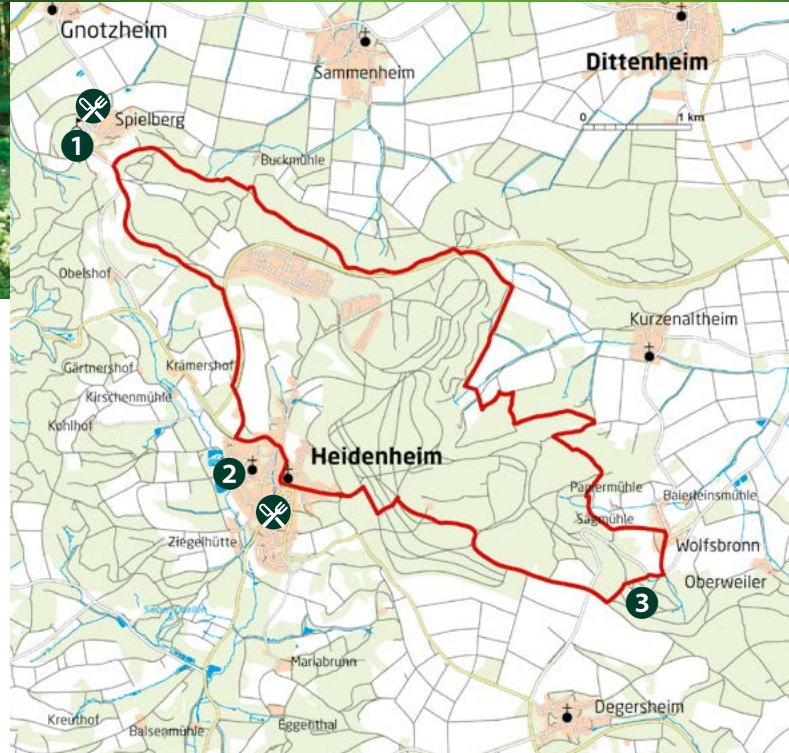 Gnotzheim
Sammenheim
Dittenheim
0 1 km
Spielberg
1
Buckmühle
Obelshof
Kurzenaltheim
Gärtnershof
Krämershof
Kirschenmühle
Kohlhof
Heidenheim
2
Papiermühle
Baierleinsmühle
Sägmühle
Ziegelhütte
Wolfsbronn
Oberweiler
3
Mariabrunn
Degersheim
Kreuthof
Eggenthal
Balsenmühle